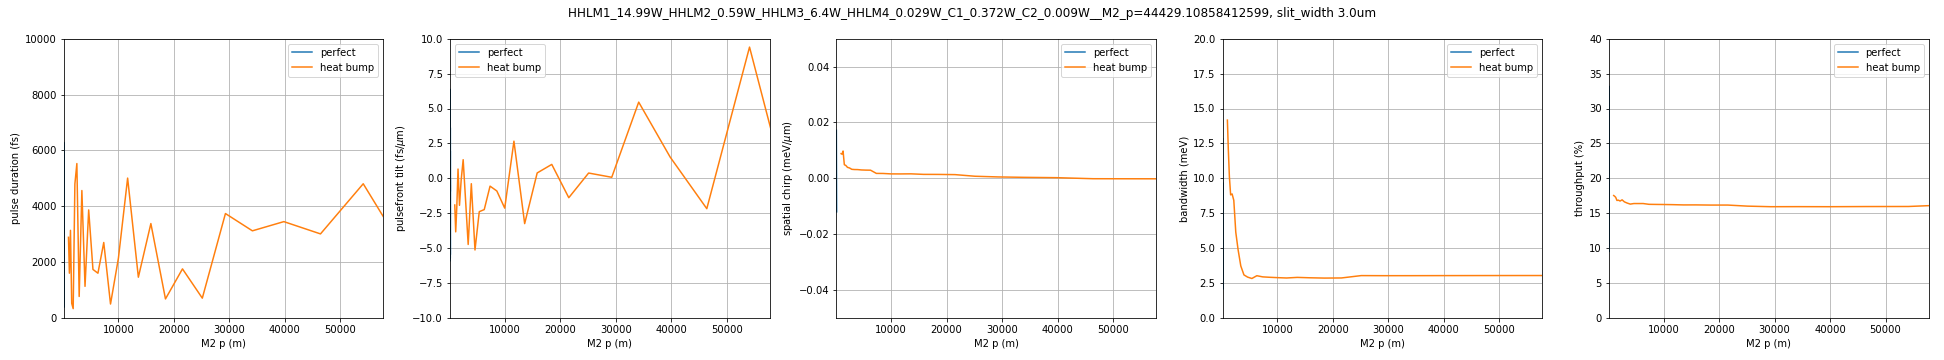 HHLM1_14.99W_HHLM2_0.59W_HHLM3_6.4W_HHLM4_0.029W_C1_0.372W_C2_0.009W__M2_p=44429.10858412599, slit_width 3.0um
pulse duration (fs)
10000
8000
6000
4000
2000
0
perfect
heat bump
10000 20000 30000 40000 50000
M2 p (m)
pulsefront tilt (fs/μm)
10.0
7.5
5.0
2.5
0.0
−2.5
−5.0
−7.5
−10.0
perfect
heat bump
10000 20000 30000 40000 50000
M2 p (m)
spatial chirp (meV/μm)
0.04
0.02
0.00
−0.02
−0.04
perfect
heat bump
10000 20000 30000 40000 50000
M2 p (m)
bandwidth (meV)
20.0
17.5
15.0
12.5
10.0
7.5
5.0
2.5
0.0
perfect
heat bump
10000 20000 30000 40000 50000
M2 p (m)
throughput (%)
40
35
30
25
20
15
10
5
0
perfect
heat bump
10000 20000 30000 40000 50000
M2 p (m)